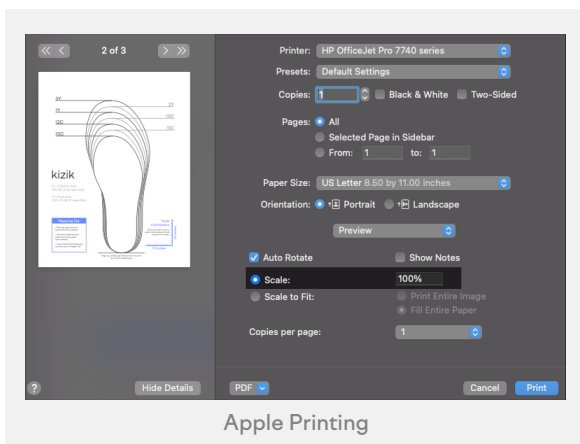 2 of 3
Printer: HP OfficeJet Pro 7740 series
Presets: Default Settings
Copies: 1 Black & White Two-Sided
Pages: All
Selected Page in Sidebar
From: 1 to: 1
Paper Size: US Letter 8.50 by 11.00 inches
Orientation: Portrait Landscape
Preview
Auto Rotate Show Notes
Scale: 100%
Scale to Fit: Print Entire Image
Fill Entire Paper
Copies per page: 1
kizik
? Hide Details PDF Cancel Print
Apple Printing